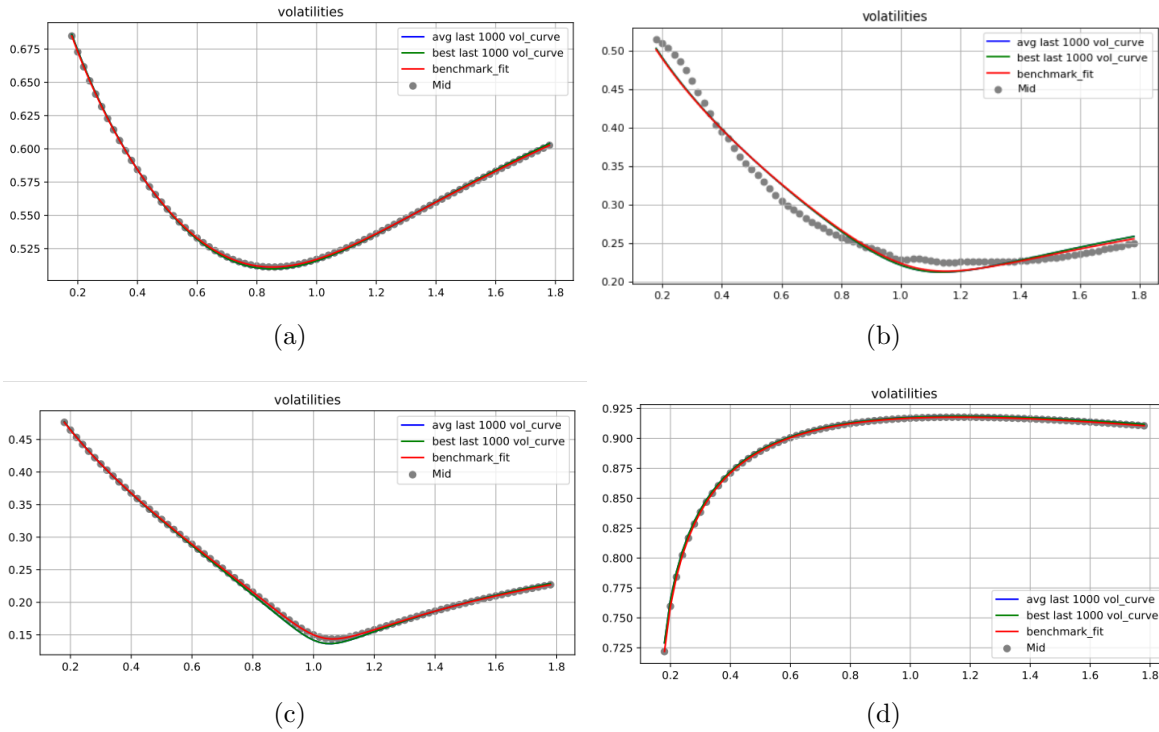 volatilities
avg last 1000 vol_curve
best last 1000 vol_curve
benchmark_fit
Mid
0.675
0.650
0.625
0.600
0.575
0.550
0.525
0.2 0.4 0.6 0.8 1.0 1.2 1.4 1.6 1.8
(a)
volatilities
avg last 1000 vol_curve
best last 1000 vol_curve
benchmark_fit
Mid
0.50
0.45
0.40
0.35
0.30
0.25
0.20
0.2 0.4 0.6 0.8 1.0 1.2 1.4 1.6 1.8
(b)
volatilities
avg last 1000 vol_curve
best last 1000 vol_curve
benchmark_fit
Mid
0.45
0.40
0.35
0.30
0.25
0.20
0.15
0.2 0.4 0.6 0.8 1.0 1.2 1.4 1.6 1.8
(c)
volatilities
0.925
0.900
0.875
0.850
0.825
0.800
0.775
0.750
0.725
avg last 1000 vol_curve
best last 1000 vol_curve
benchmark_fit
Mid
0.2 0.4 0.6 0.8 1.0 1.2 1.4 1.6 1.8
(d)